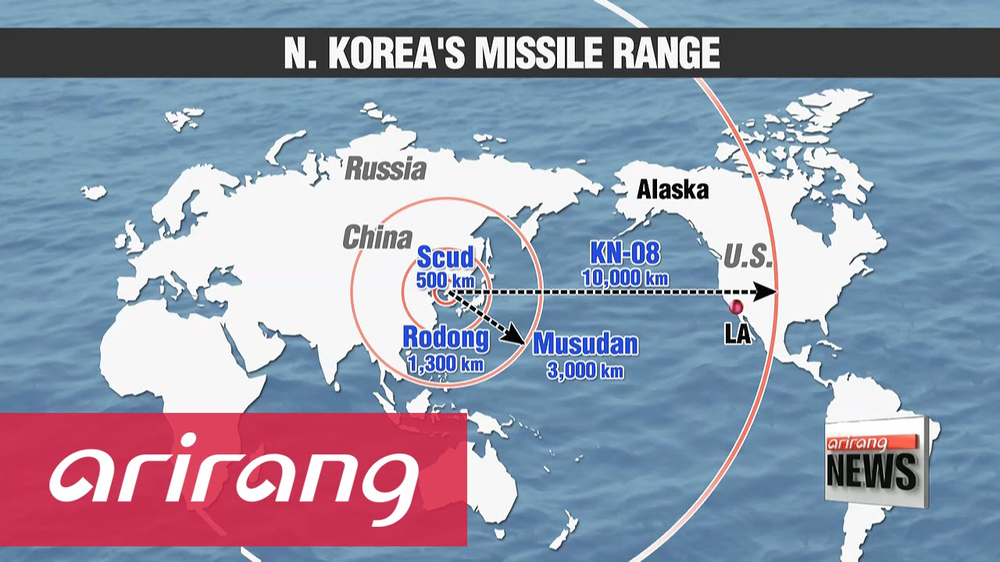 N. KOREA'S MISSILE RANGE
Russia
Alaska
China
Scud
500 km
KN-08
10,000 km
U.S.
LA
Rodong
1,300 km
Musudan
3,000 km
arirang
arirang
NEWS